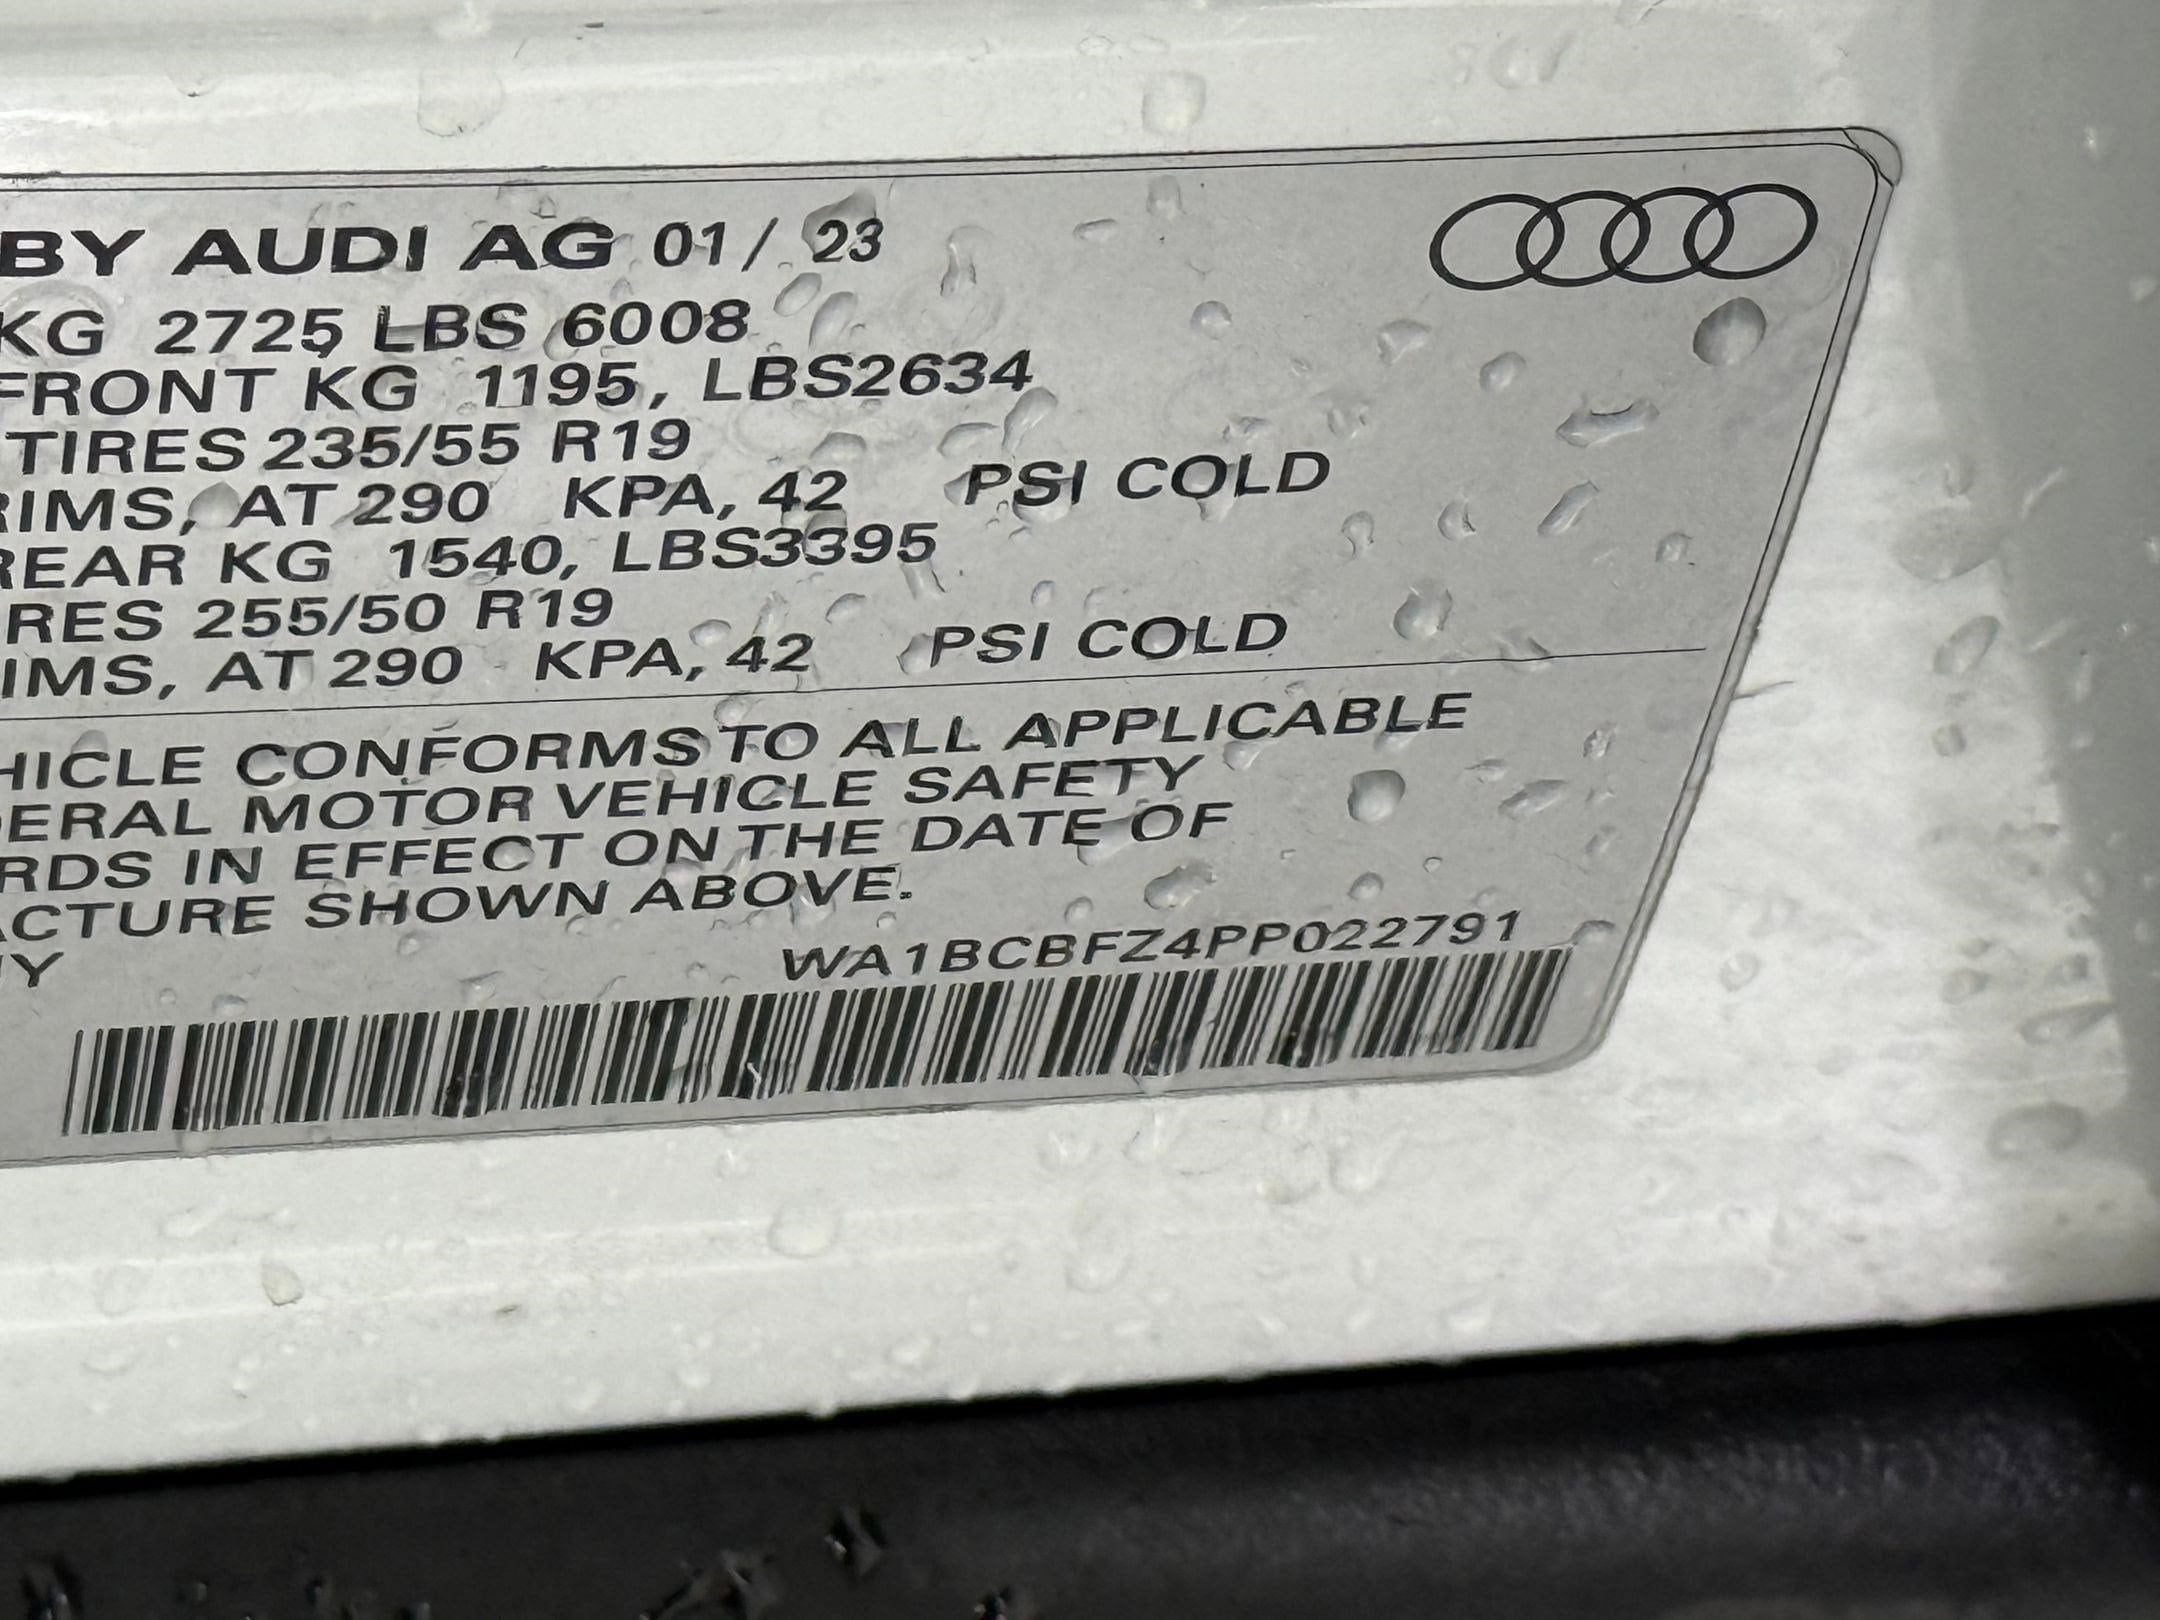 BY AUDI AG 01/ 23
KG 2725 LBS 6008
FRONT KG 1195, LBS2634
TIRES 235/55 R19
RIMS, AT 290 KPA, 42 PSI COLD
REAR KG 1540, LBS3395
RES 255/50 R19
IMS, AT 290 KPA, 42 PSI COLD
HICLE CONFORMS TO ALL APPLICABLE
DERAL MOTOR VEHICLE SAFETY
RDS IN EFFECT ON THE DATE OF
ACTURE SHOWN ABOVE.
NY
WA1BCBFZ4PP022791